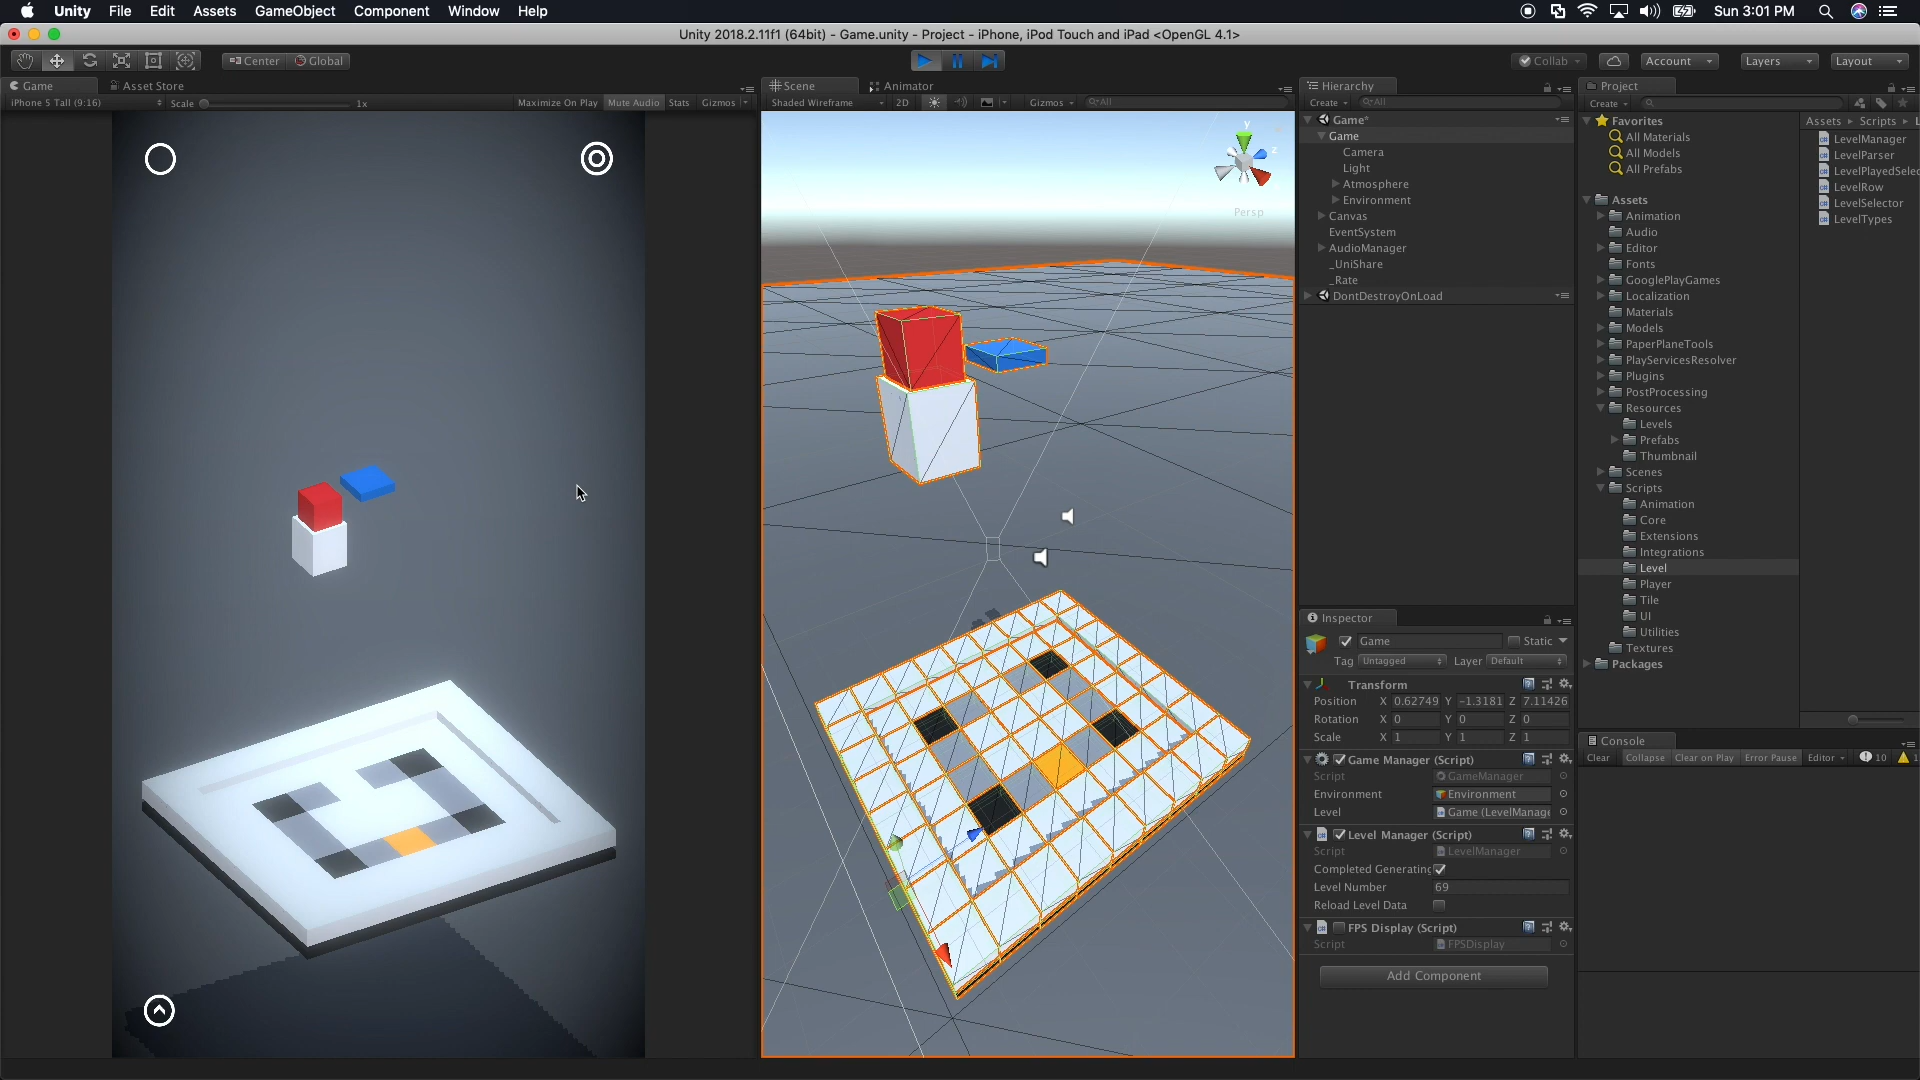 Unity File Edit Assets GameObject Component Window Help
Sun 3:01 PM
Unity 2018.2.11f1 (64bit) - Game.unity - Project - iPhone, iPod Touch and iPad <OpenGL 4.1>
Center Global
Collab Account Layers Layout
Game Asset Store
iPhone 5 Tall (9:16) Scale 1x Maximize On Play Mute Audio Stats Gizmos
Scene Animator
Shaded Wireframe 2D Gizmos All
y
z
Persp
Hierarchy
Create All
Game*
Game
Camera
Light
Atmosphere
Environment
Canvas
EventSystem
AudioManager
_UniShare
_Rate
DontDestroyOnLoad
Inspector
Game Static
Tag Untagged Layer Default
Transform
Position X 0.62749 Y -1.3181 Z 7.11426
Rotation X 0 Y 0 Z 0
Scale X 1 Y 1 Z 1
Game Manager (Script)
Script GameManager
Environment Environment
Level Game (LevelManage
Level Manager (Script)
Script LevelManager
Completed Generating
Level Number 69
Reload Level Data
FPS Display (Script)
Script FPSDisplay
Add Component
Project
Create
Favorites
All Materials
All Models
All Prefabs
Assets
Animation
Audio
Editor
Fonts
GooglePlayGames
Localization
Materials
Models
PaperPlaneTools
PlayServicesResolver
Plugins
PostProcessing
Resources
Levels
Prefabs
Thumbnail
Scenes
Scripts
Animation
Core
Extensions
Integrations
Level
Player
Tile
UI
Utilities
Textures
Packages
Assets Scripts L
LevelManager
LevelParser
LevelPlayedSelec
LevelRow
LevelSelector
LevelTypes
Console
Clear Collapse Clear on Play Error Pause Editor 10 1